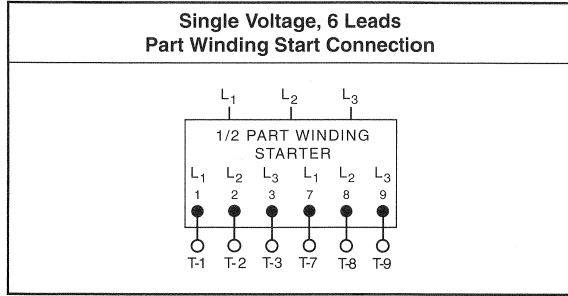 Single Voltage, 6 Leads
Part Winding Start Connection
L1 L2 L3
1/2 PART WINDING
STARTER
L1 L2 L3 L1 L2 L3
1 2 3 7 8 9
T-1 T-2 T-3 T-7 T-8 T-9